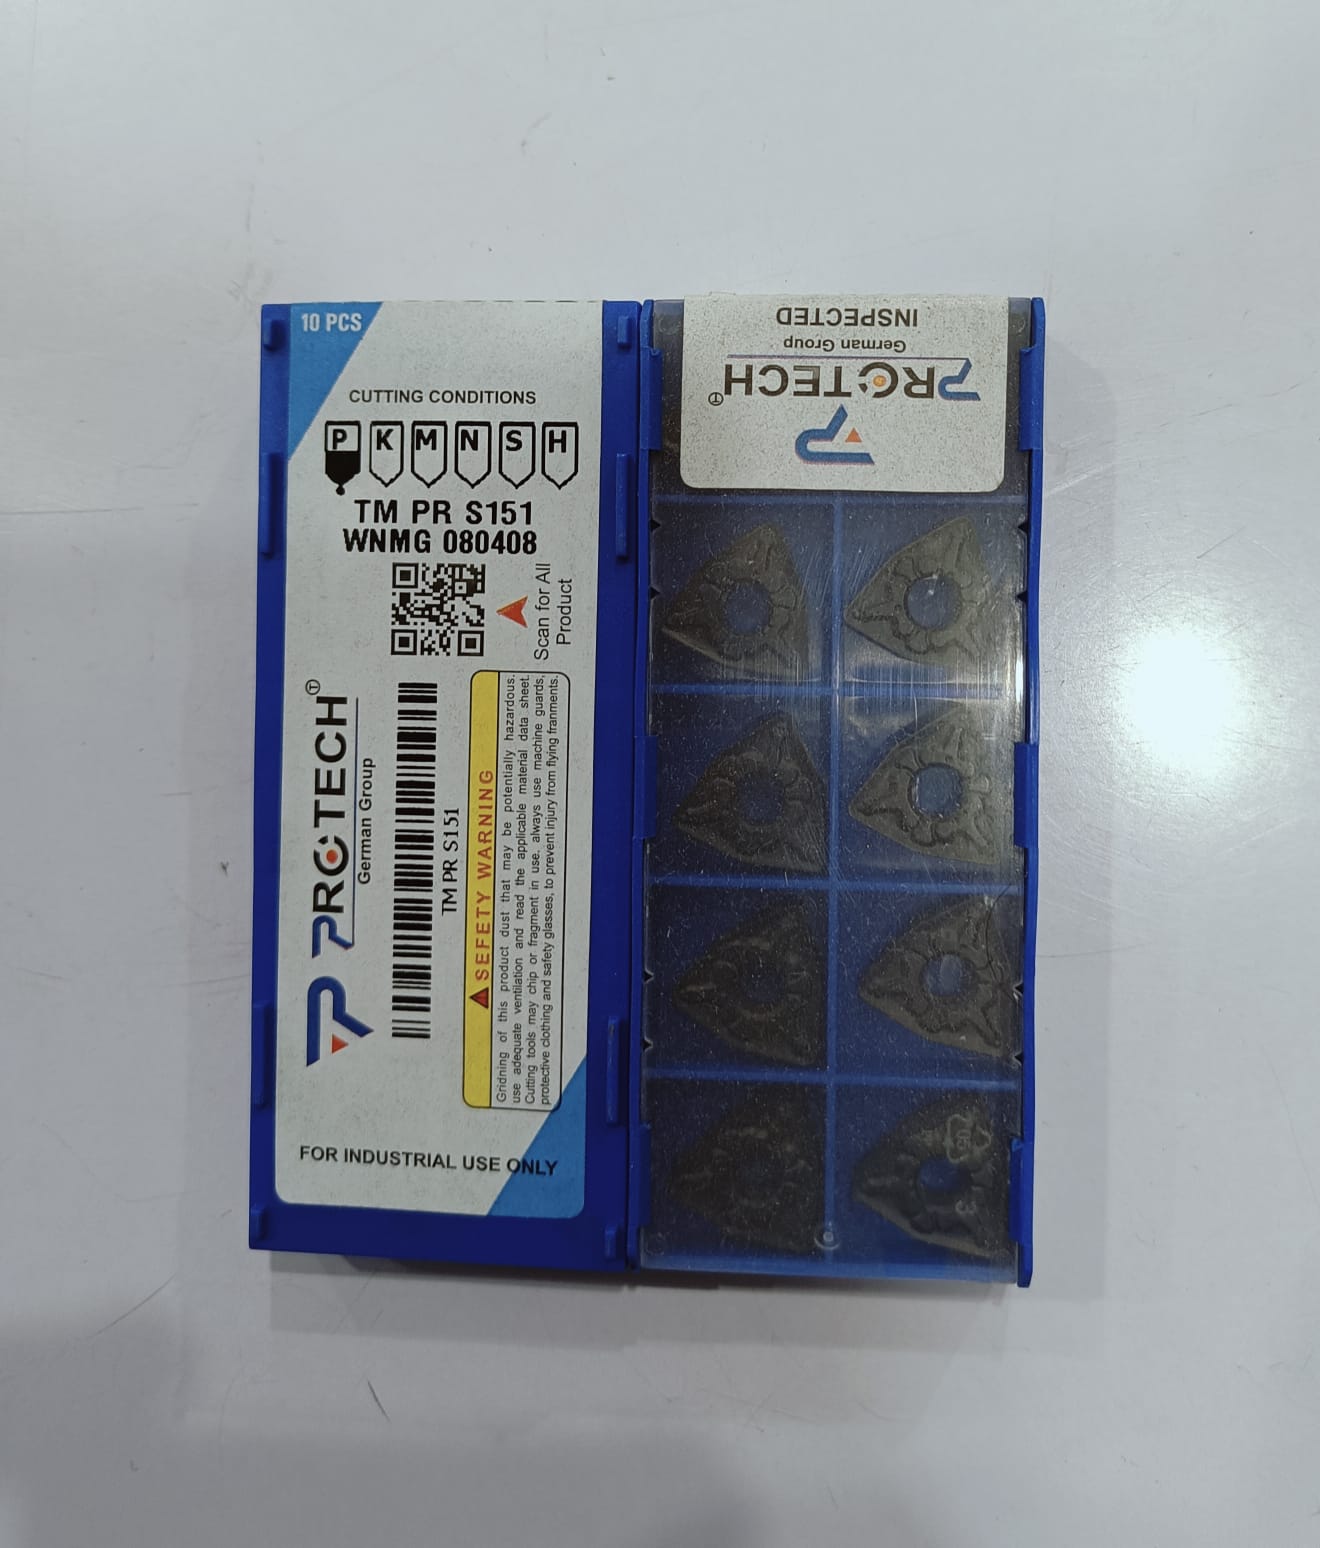 10 PCS
CUTTING CONDITIONS
P K M N S H
TM PR S151
WNMG 080408
Scan for All
Product
PROTECH T
German Group
TM PR S151
SEFETY WARNING
Gridning of this product dust that may be potentially hazardous.
use adequate ventilation and read the applicable material data sheet.
Cutting tools may chip or fragment in use. always use machine guards,
protective clothing and safety glasses, to prevent injury from flying franments.
FOR INDUSTRIAL USE ONLY
PROTECH T
German Group
INSPECTED
05
3